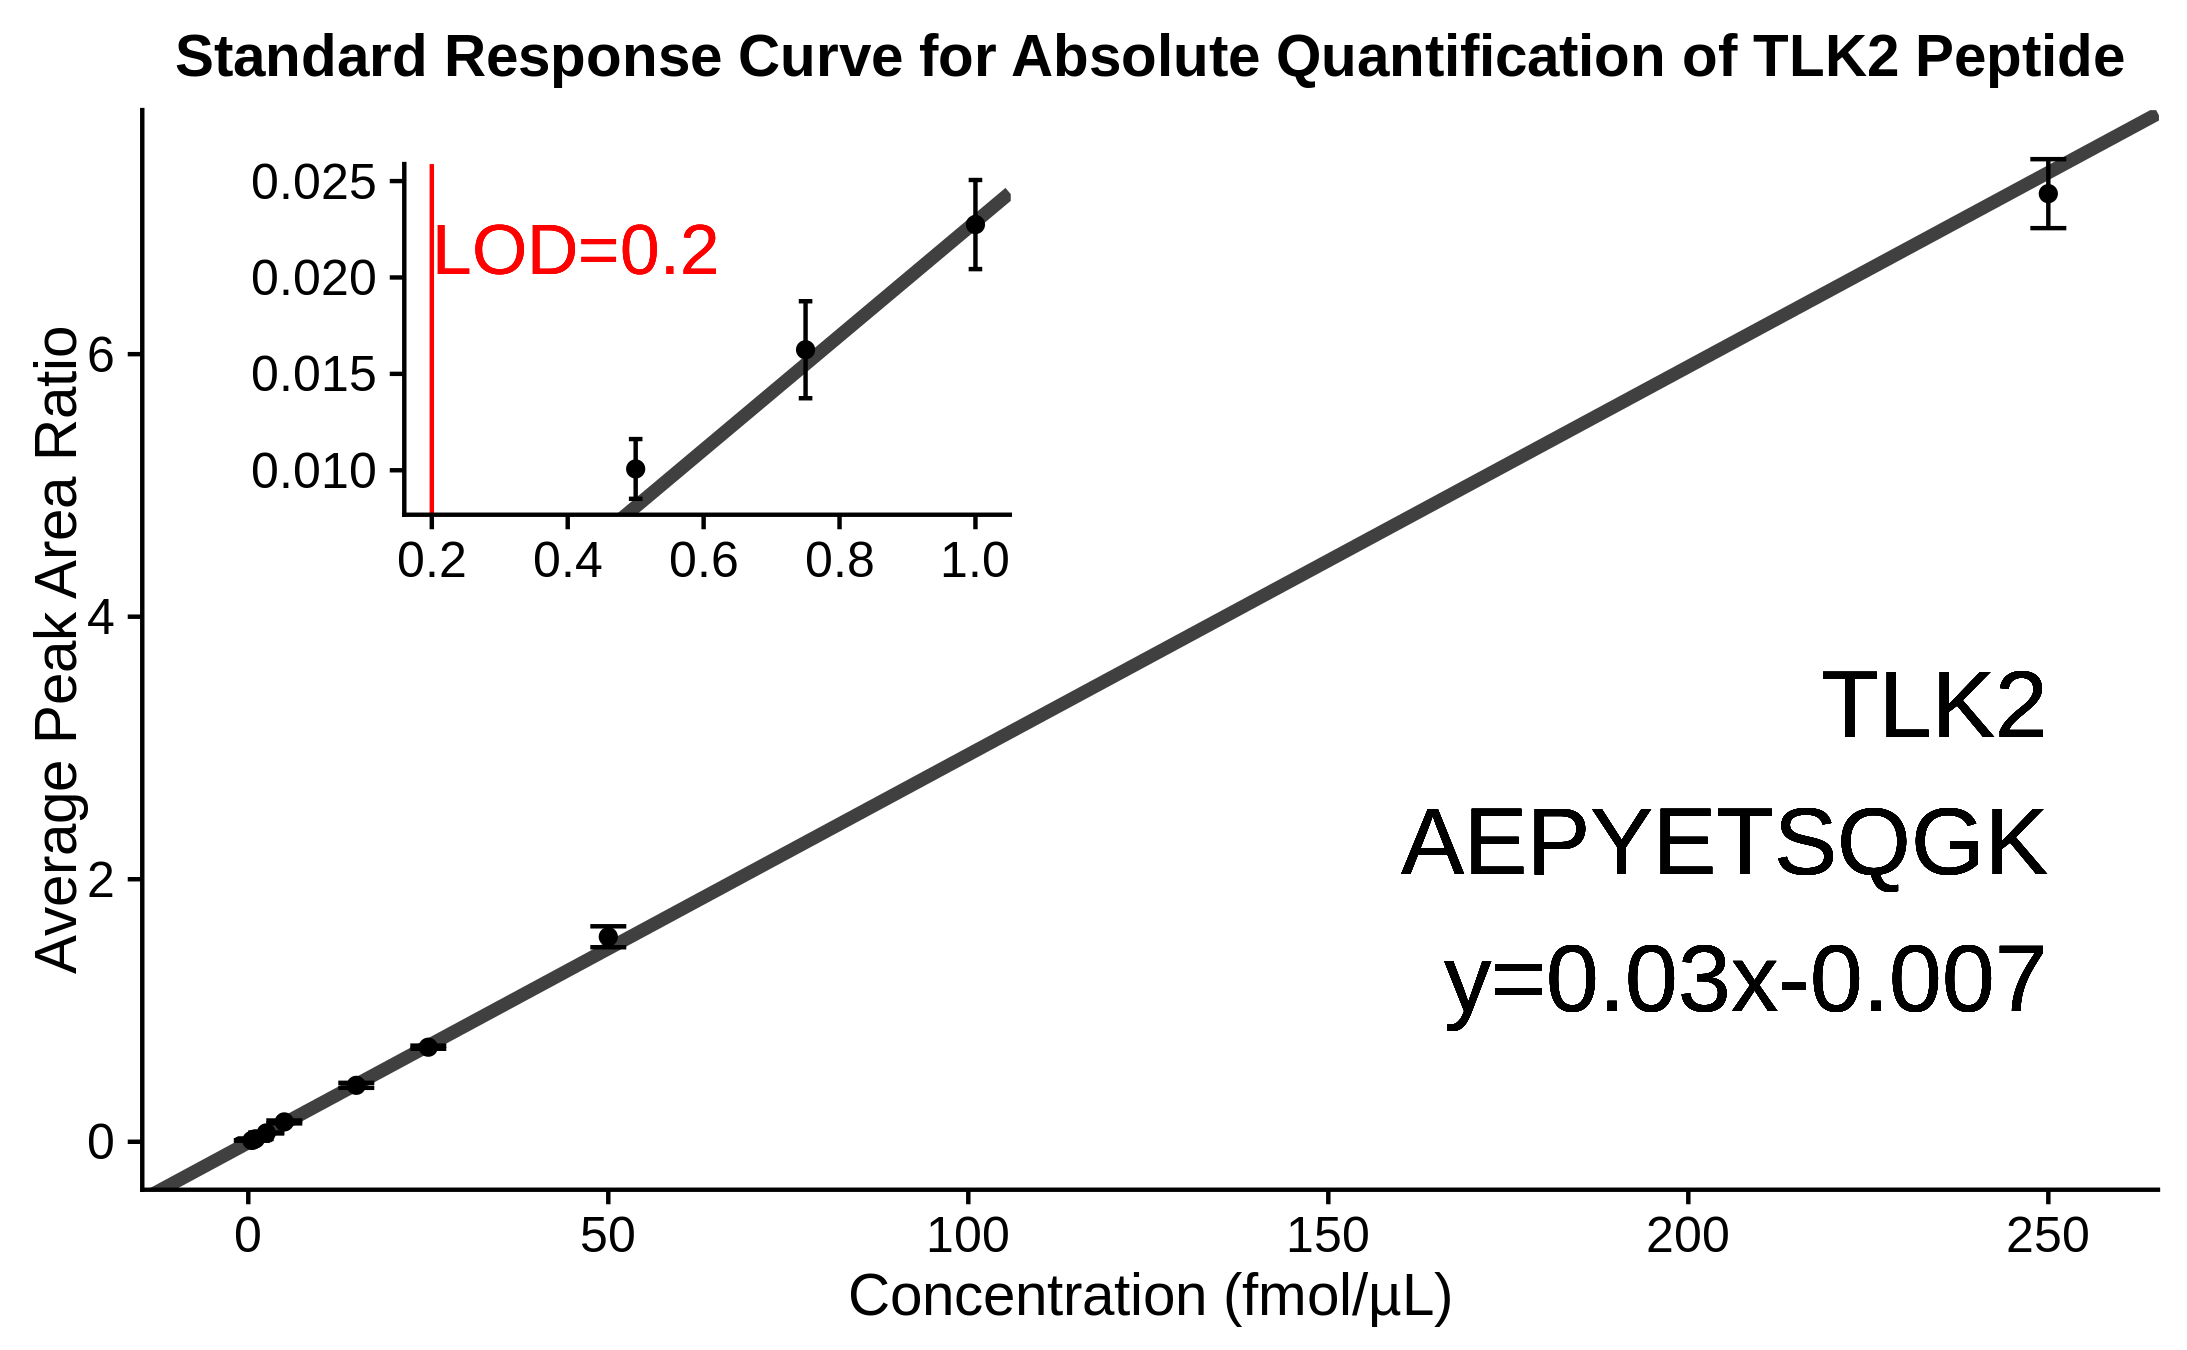 Standard Response Curve for Absolute Quantification of TLK2 Peptide
Average Peak Area Ratio
6
4
2
0
0.025
0.020
0.015
0.010
LOD=0.2
0.2 0.4 0.6 0.8 1.0
TLK2
AEPYETSQGK
y=0.03x-0.007
0 50 100 150 200 250
Concentration (fmol/µL)